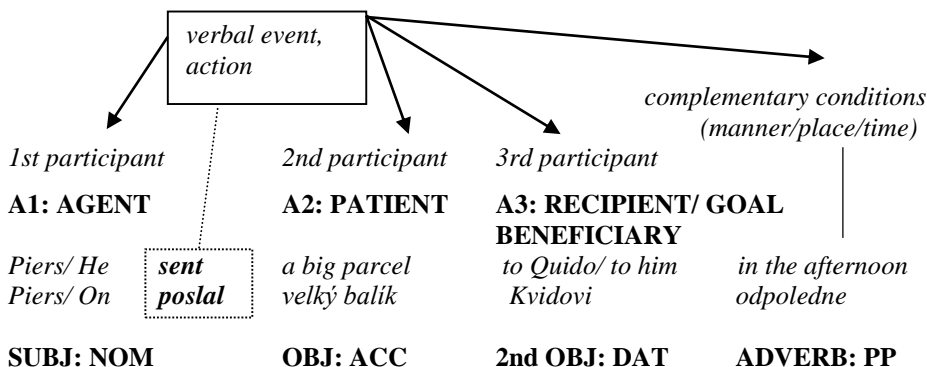 verbal event,
action
complementary conditions
(manner/place/time)
1st participant 2nd participant 3rd participant
A1: AGENT A2: PATIENT A3: RECIPIENT/ GOAL
BENEFICIARY
Piers/ He sent a big parcel to Quido/ to him in the afternoon
Piers/ On poslal velký balík Kvidovi odpoledne
SUBJ: NOM OBJ: ACC 2nd OBJ: DAT ADVERB: PP